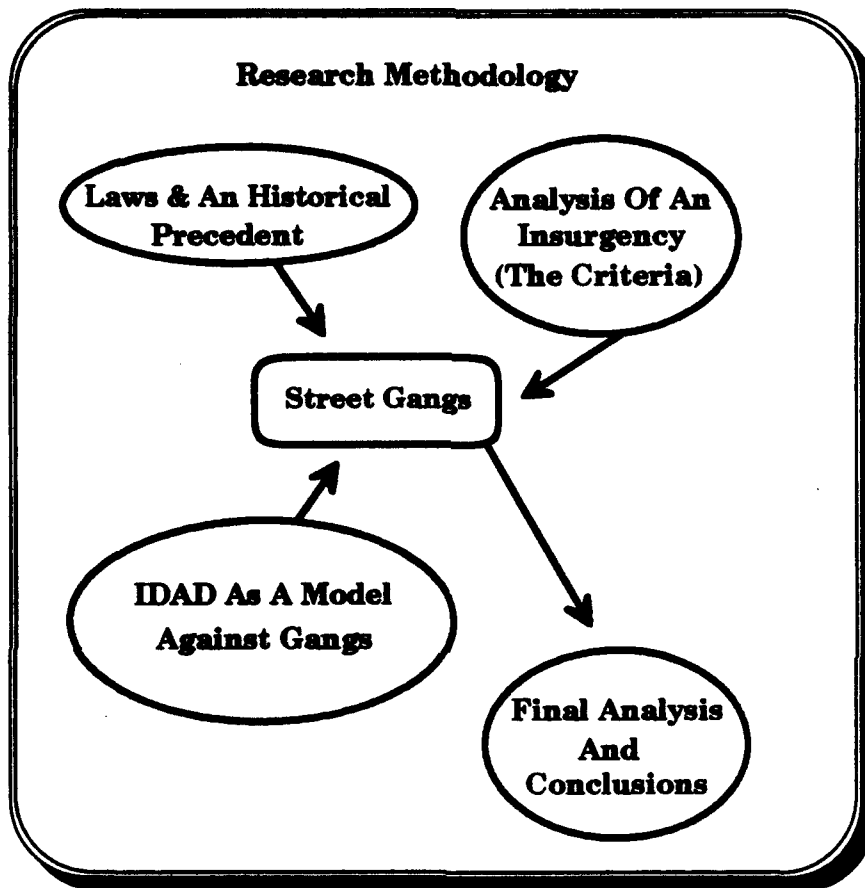 Research Methodology
Laws & An Historical
Precedent
Analysis Of An
Insurgency
(The Criteria)
Street Gangs
IDAD As A Model
Against Gangs
Final Analysis
And
Conclusions